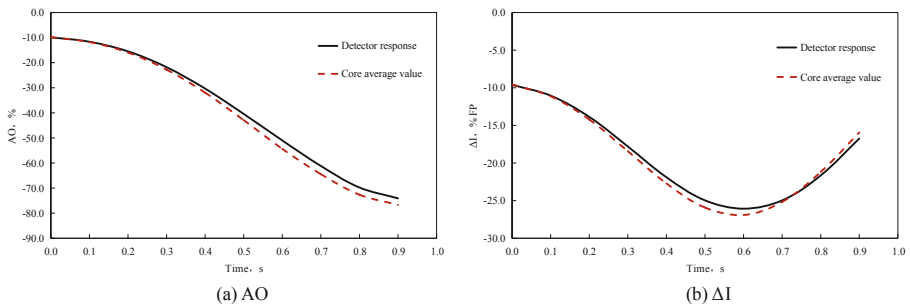 0.0
-10.0
-20.0
-30.0
-40.0
-50.0
-60.0
-70.0
-80.0
-90.0
AO, %
Detector response
Core average value
0.0 0.1 0.2 0.3 0.4 0.5 0.6 0.7 0.8 0.9 1.0
Time, s
(a) AO
0.0
-5.0
-10.0
-15.0
-20.0
-25.0
-30.0
ΔI, %FP
Detector response
Core average value
0.0 0.1 0.2 0.3 0.4 0.5 0.6 0.7 0.8 0.9 1.0
Time, s
(b) ΔI